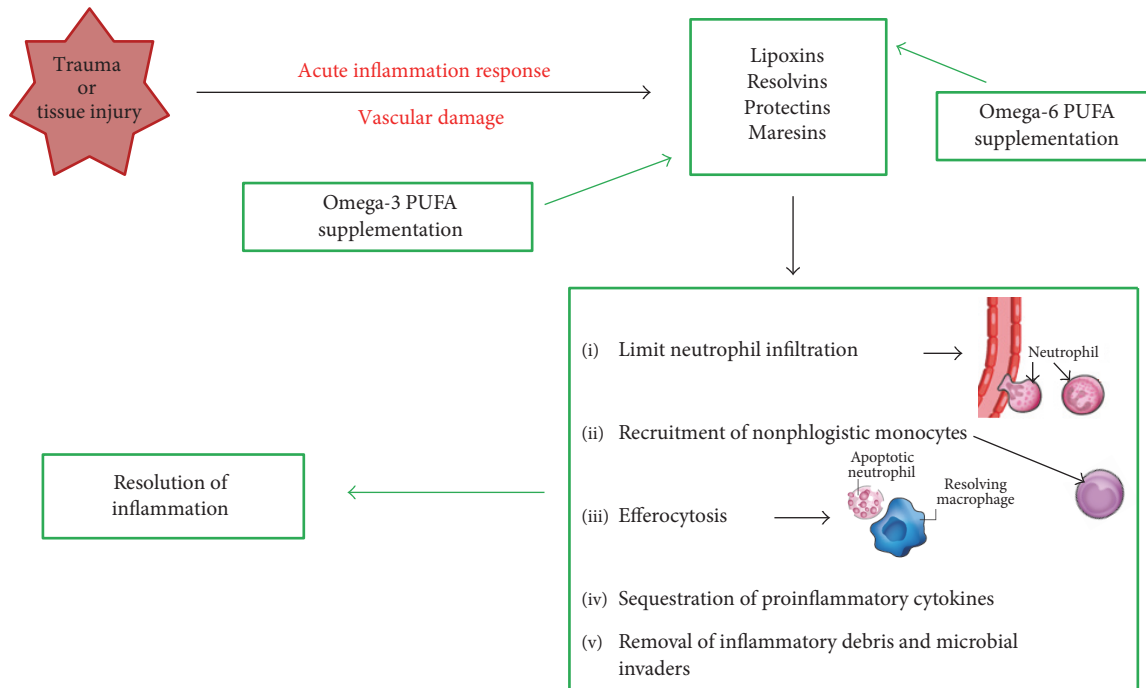 Trauma
or
tissue injury
Acute inflammation response
Vascular damage
Lipoxins
Resolvins
Protectins
Maresins
Omega-6 PUFA
supplementation
Omega-3 PUFA
supplementation
(i) Limit neutrophil infiltration
Neutrophil
(ii) Recruitment of nonphlogistic monocytes
Apoptotic
neutrophil
Resolving
macrophage
(iii) Efferocytosis
(iv) Sequestration of proinflammatory cytokines
(v) Removal of inflammatory debris and microbial
invaders
Resolution of
inflammation